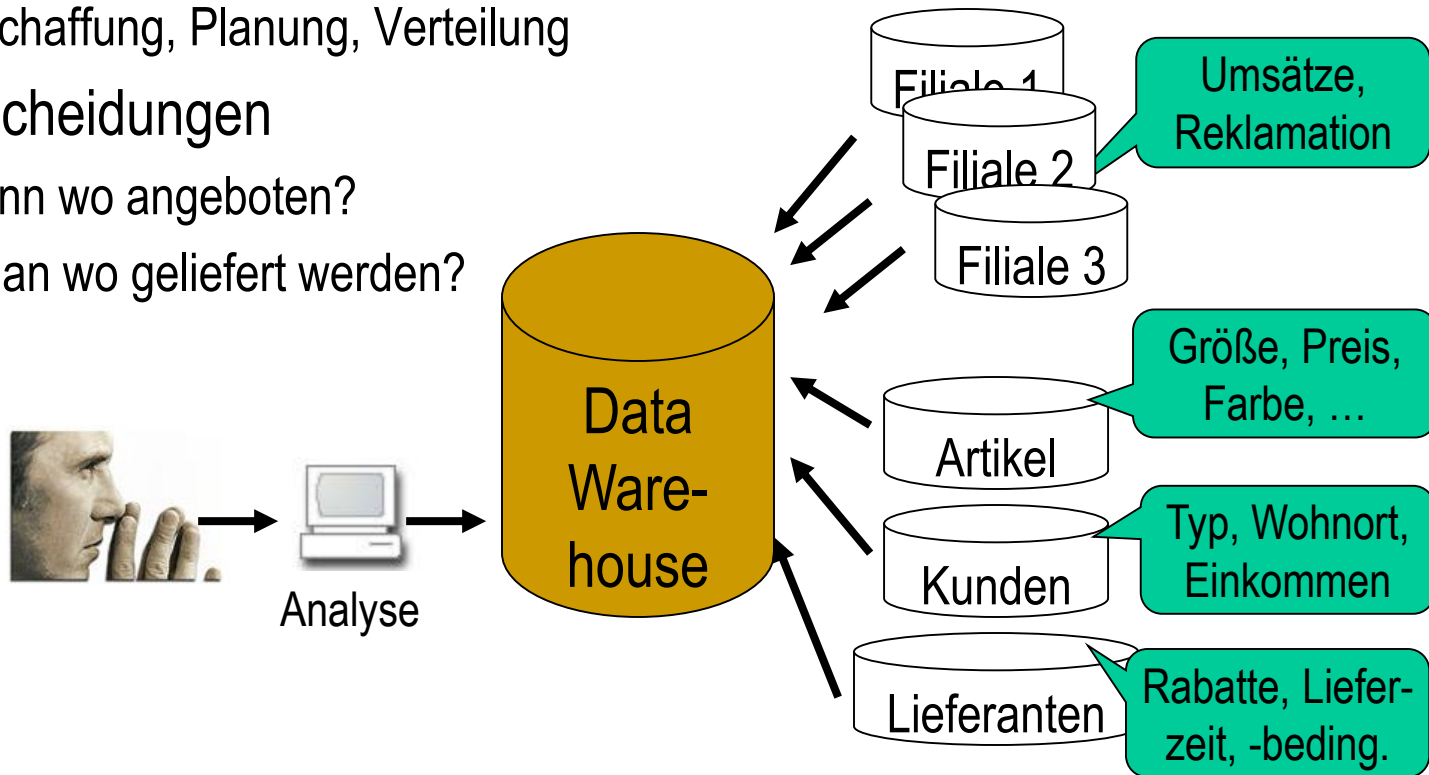 chaffung, Planung, Verteilung
cheidungen
nn wo angeboten?
an wo geliefert werden?
Filiale 1
Filiale 2
Filiale 3
Umsätze,
Reklamation
Größe, Preis,
Farbe, …
Artikel
Data
Ware-
house
Typ, Wohnort,
Einkommen
Kunden
Analyse
Rabatte, Liefer-
zeit, -beding.
Lieferanten